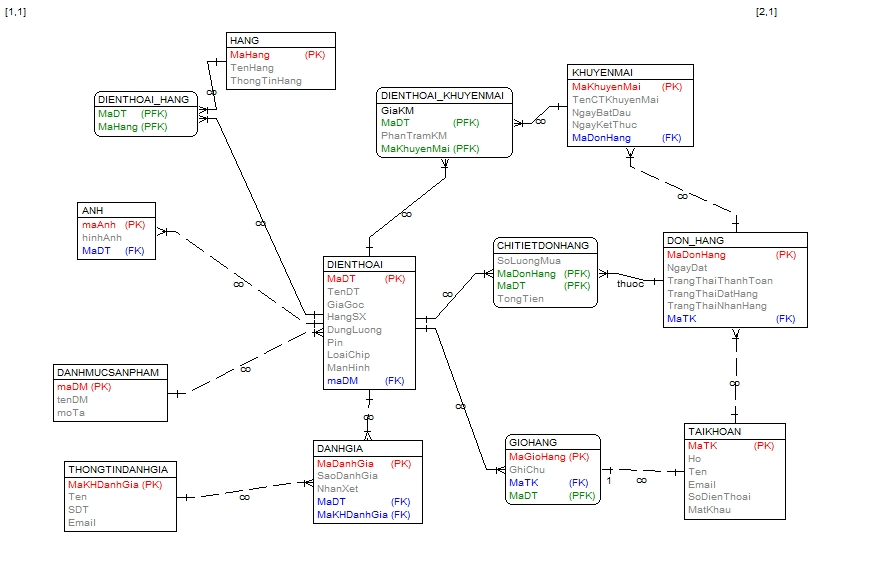 [1,1]
[2,1]
HANG
MaHang (PK)
TenHang
ThongTinHang
DIENTHOAI_HANG
MaDT (PFK)
MaHang (PFK)
DIENTHOAI_KHUYENMAI
GiaKM
MaDT (PFK)
PhanTramKM
MaKhuyenMai (PFK)
KHUYENMAI
MaKhuyenMai (PK)
TenCTKhuyenMai
NgayBatDau
NgayKetThuc
MaDonHang (FK)
ANH
maAnh (PK)
hinhAnh
MaDT (FK)
DIENTHOAI
MaDT (PK)
TenDT
GiaGoc
HangSX
DungLuong
Pin
LoaiChip
ManHinh
maDM (FK)
CHITIETDONHANG
SoLuongMua
MaDonHang (PFK)
MaDT (PFK)
TongTien
thuoc
DON_HANG
MaDonHang (PK)
NgayDat
TrangThaiThanhToan
TrangThaiDatHang
TrangThaiNhanHang
MaTK (FK)
DANHMUCSANPHAM
maDM (PK)
tenDM
moTa
THONGTINDANHGIA
MaKHDanhGia (PK)
Ten
SDT
Email
DANHGIA
MaDanhGia (PK)
SaoDanhGia
NhanXet
MaDT (FK)
MaKHDanhGia (FK)
GIOHANG
MaGioHang (PK)
GhiChu
MaTK (FK)
MaDT (PFK)
1
TAIKHOAN
MaTK (PK)
Ho
Ten
Email
SoDienThoai
MatKhau
∞
∞
∞
∞
∞
∞
∞
∞
∞
∞
∞
∞
∞